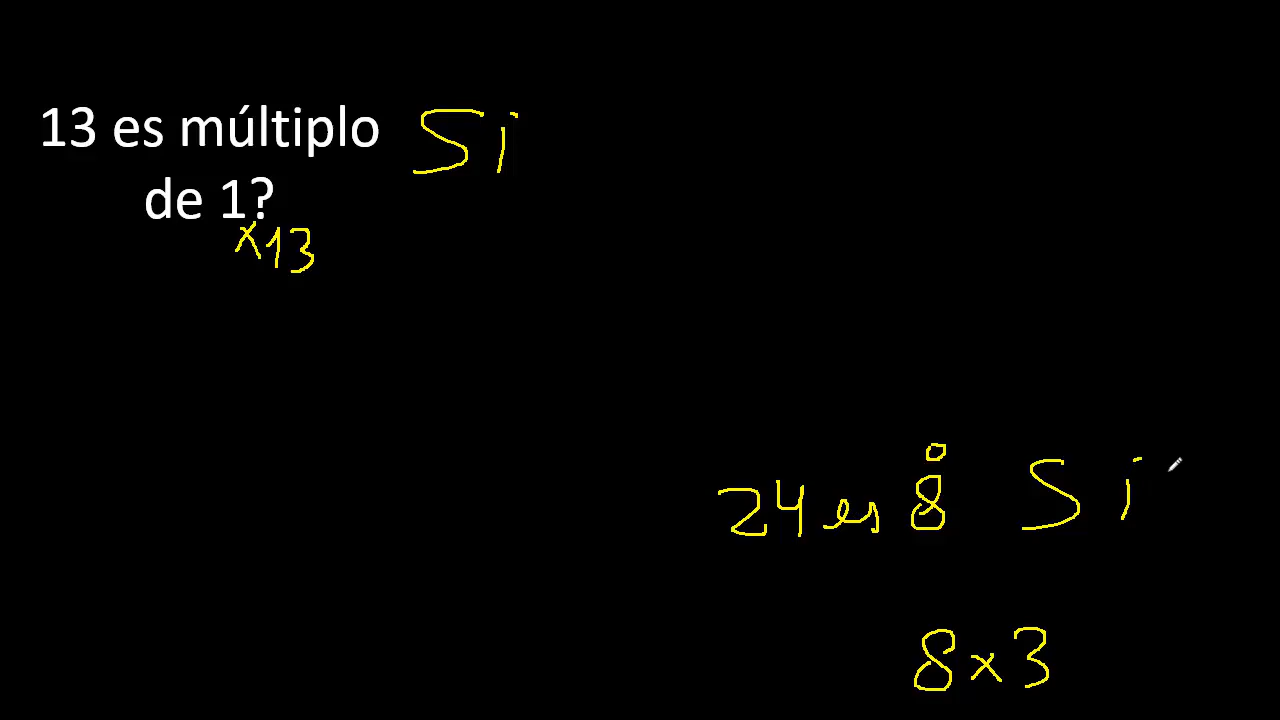 13 es múltiplo Si
de 1?
x13
24 es 8̊ Si
8x3